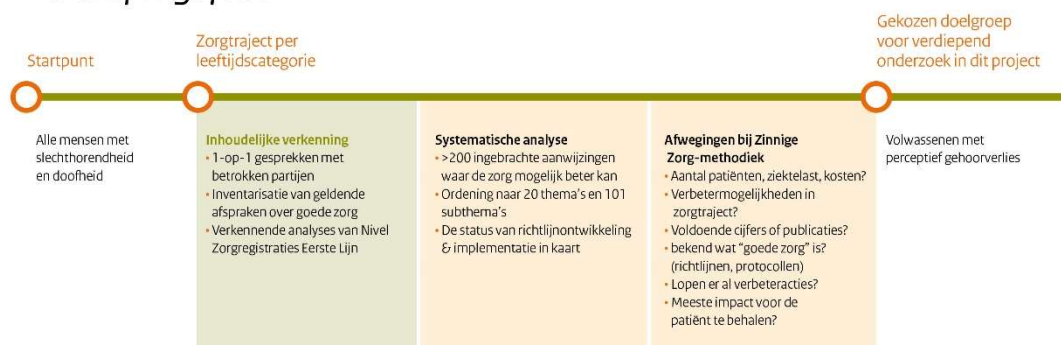 Startpunt
Zorgtraject per
leeftijdscategorie
Gekozen doelgroep
voor verdiepend
onderzoek in dit project
Alle mensen met
slechthorendheid
en doofheid
Inhoudelijke verkenning
• 1-op-1 gesprekken met
betrokken partijen
• Inventarisatie van geldende
afspraken over goede zorg
• Verkennende analyses van Nivel
Zorgregistraties Eerste Lijn
Systematische analyse
• >200 ingebrachte aanwijzingen
waar de zorg mogelijk beter kan
• Ordening naar 20 thema's en 101
subthema's
• De status van richtlijnontwikkeling
& implementatie in kaart
Afwegingen bij Zinnige
Zorg-methodiek
• Aantal patiënten, ziektelast, kosten?
• Verbetermogelijkheden in
zorgtraject?
• Voldoende cijfers of publicaties?
• bekend wat “goede zorg” is?
(richtlijnen, protocollen)
• Lopen er al verbeteracties?
• Meeste impact voor de
patiënt te behalen?
Volwassenen met
perceptief gehoorverlies